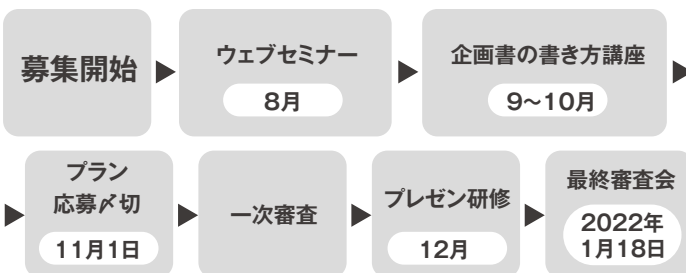 募集開始
ウェブセミナー
8月
企画書の書き方講座
9~10月
プラン
応募〆切
11月1日
一次審査
プレゼン研修
12月
最終審査会
2022年
1月18日